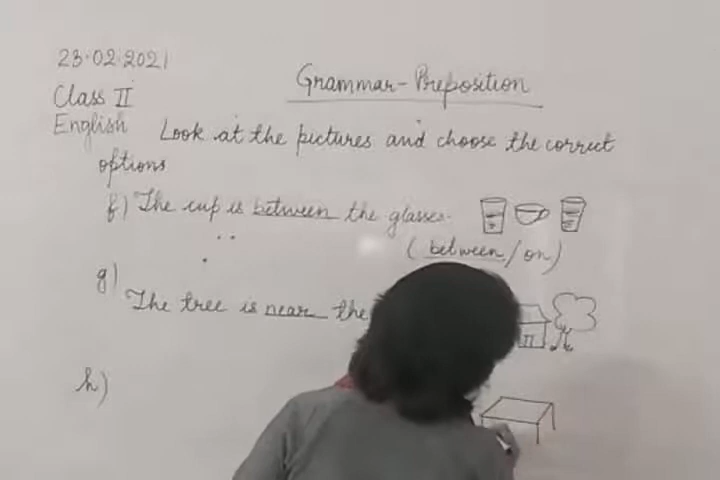 23.02.2021
Grammar-Preposition
Class II
English Look at the pictures and choose the correct
options
f) The cup is between the glasses.
(between/on)
g)
The tree is near the
h)